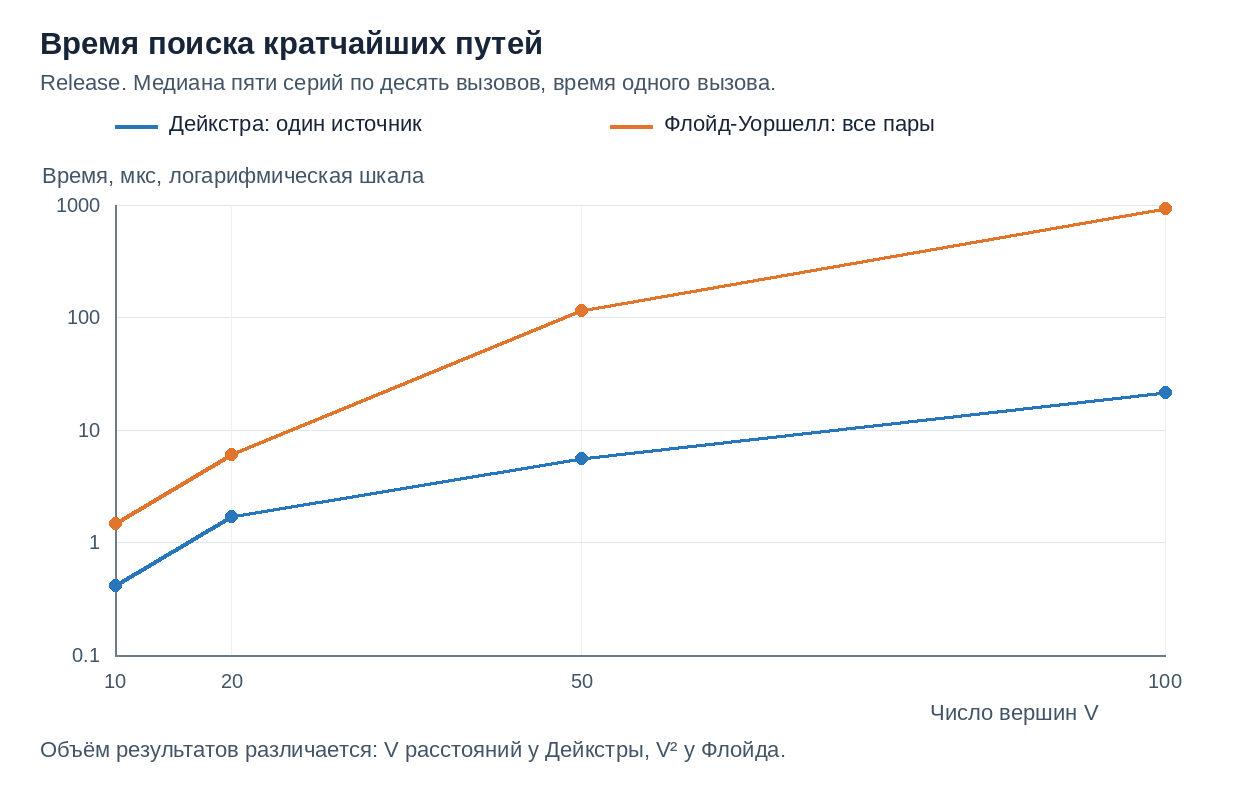 Время поиска кратчайших путей
Release. Медиана пяти серий по десять вызовов, время одного вызова.
Дейкстра: один источник
Флойд-Уоршелл: все пары
Время, мкс, логарифмическая шкала
1000
100
10
1
0.1
10 20 50 100
Число вершин V
Объём результатов различается: V расстояний у Дейкстры, V² у Флойда.